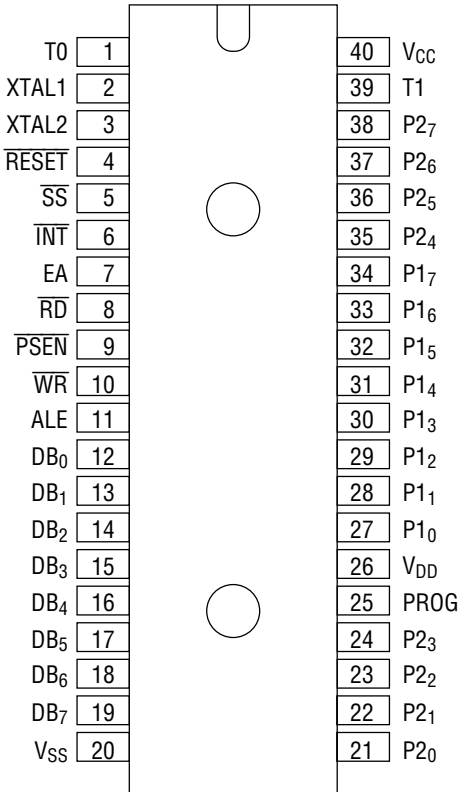 T0 1 40 VCC
XTAL1 2 39 T1
XTAL2 3 38 P27
RESET 4 37 P26
SS 5 36 P25
INT 6 35 P24
EA 7 34 P17
RD 8 33 P16
PSEN 9 32 P15
WR 10 31 P14
ALE 11 30 P13
DB0 12 29 P12
DB1 13 28 P11
DB2 14 27 P10
DB3 15 26 VDD
DB4 16 25 PROG
DB5 17 24 P23
DB6 18 23 P22
DB7 19 22 P21
VSS 20 21 P20